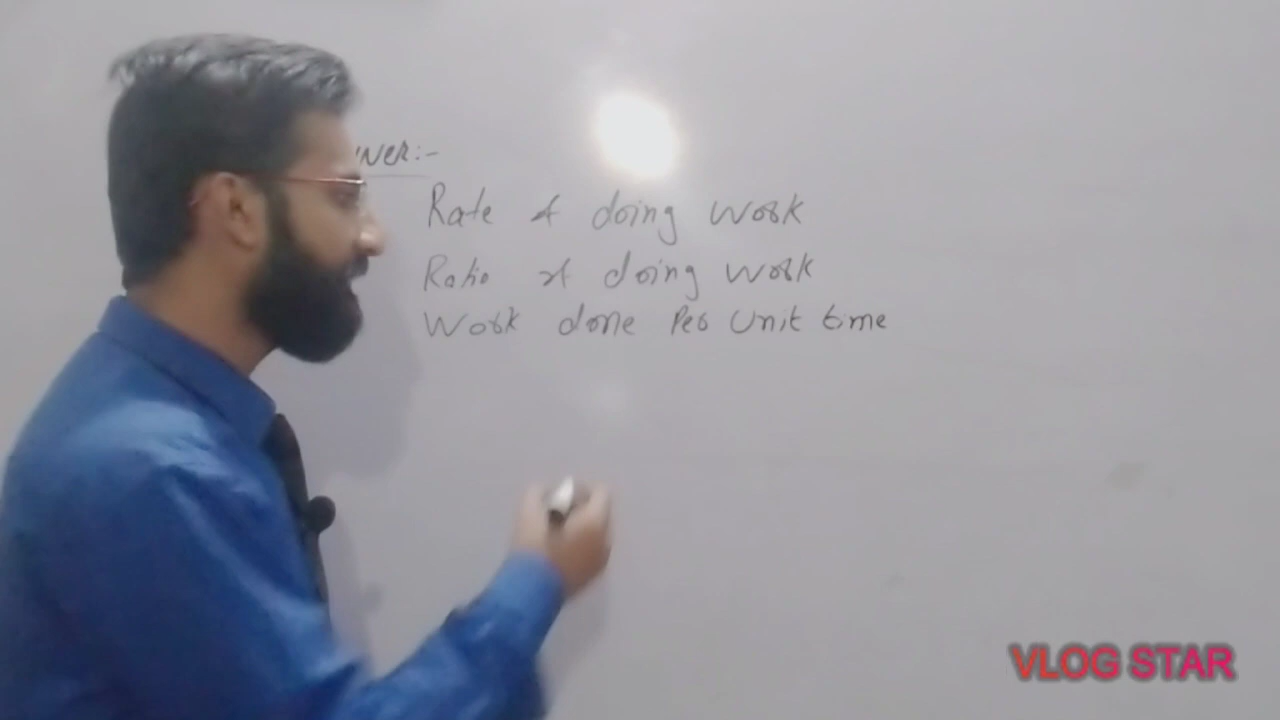 wer:-
Rate of doing work
Ratio of doing work
Work done Per Unit time
VLOG STAR